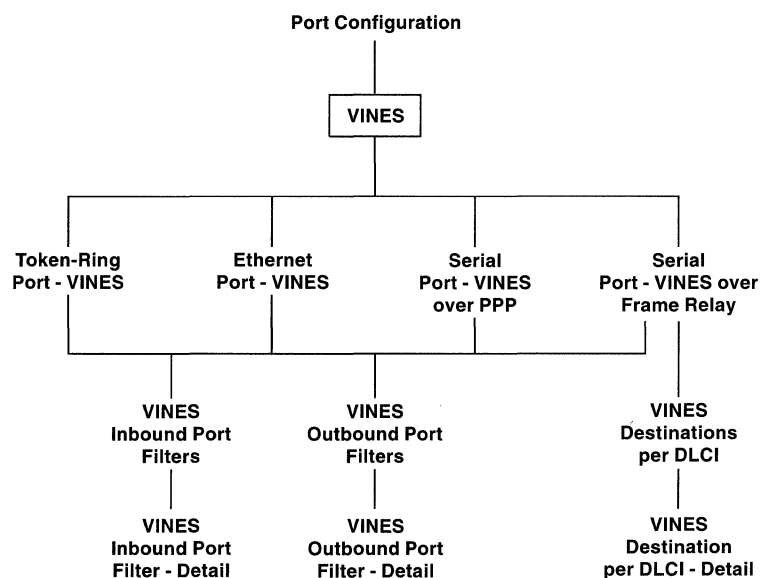 Port Configuration
VINES
Token-Ring
Port - VINES
Ethernet
Port - VINES
Serial
Port - VINES
over PPP
Serial
Port - VINES over
Frame Relay
VINES
Inbound Port
Filters
VINES
Outbound Port
Filters
VINES
Destinations
per DLCI
VINES
Inbound Port
Filter - Detail
VINES
Outbound Port
Filter - Detail
VINES
Destination
per DLCI - Detail